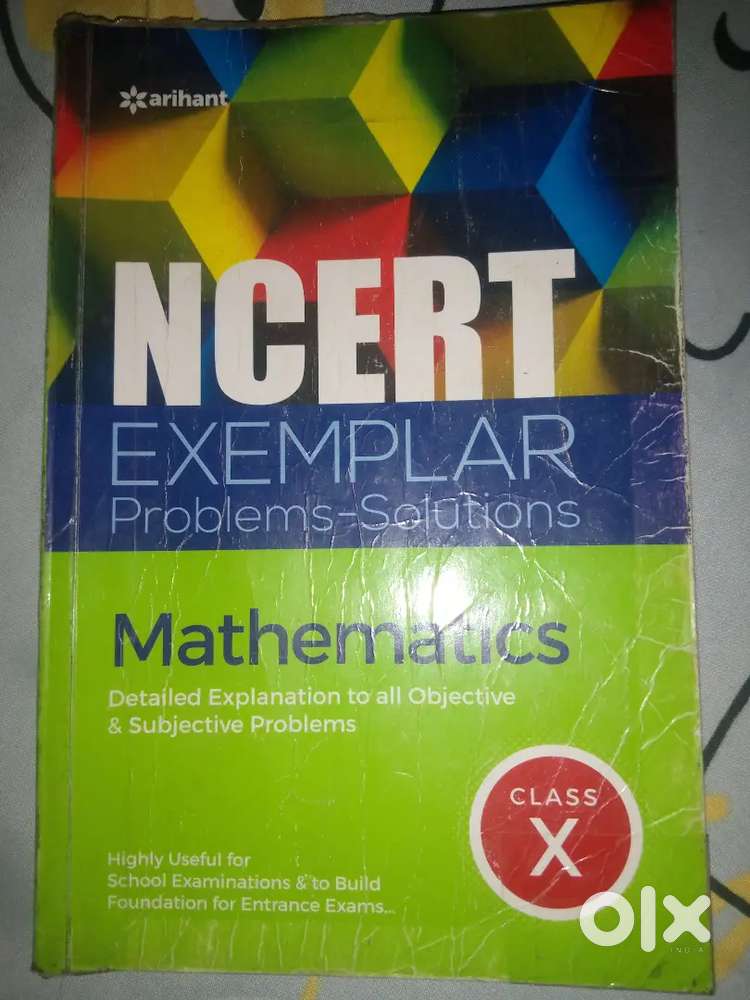 arihant
NCERT
EXEMPLAR
Problems-Solutions
Mathematics
Detailed Explanation to all Objective
& Subjective Problems
CLASS
X
Highly Useful for
School Examinations & to Build
Foundation for Entrance Exams...
olx
INDIA